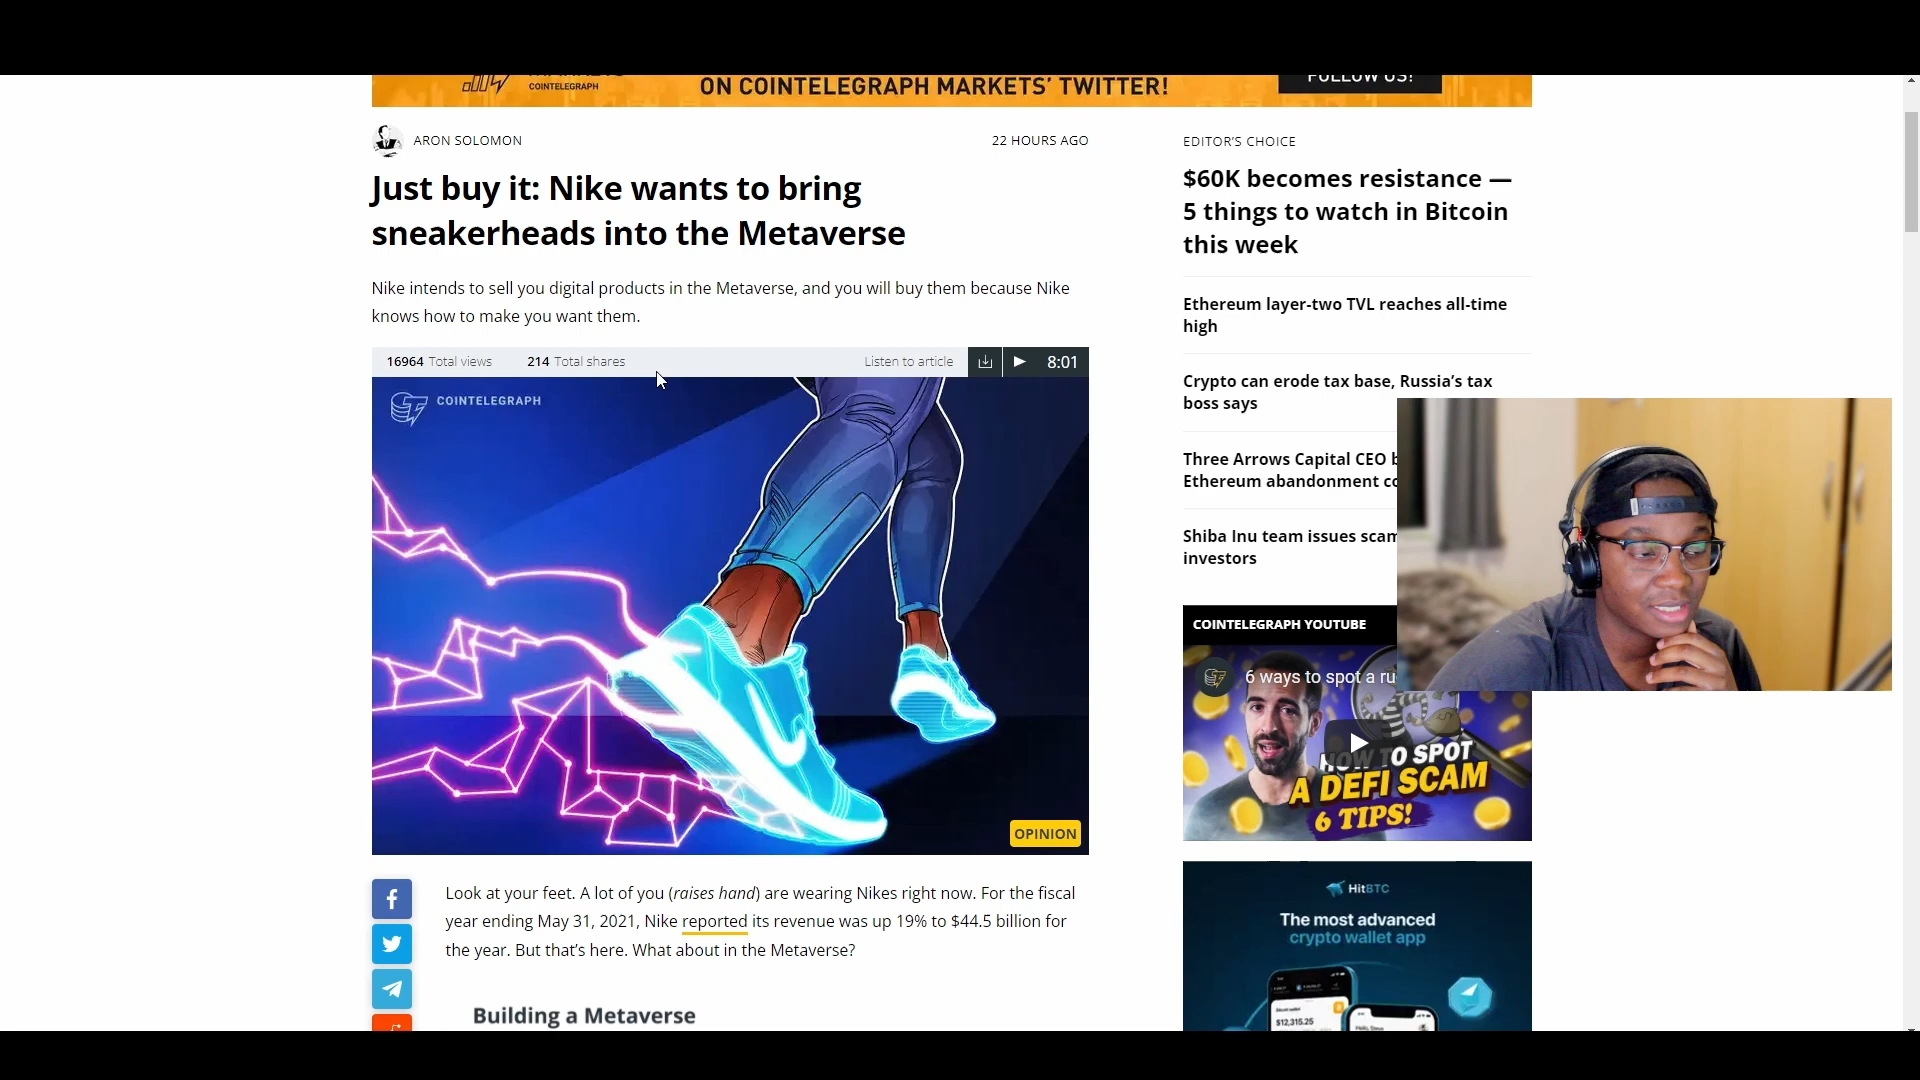 COINTELEGRAPH
ON COINTELEGRAPH MARKETS' TWITTER!
FOLLOW US!
ARON SOLOMON
22 HOURS AGO
Just buy it: Nike wants to bring
sneakerheads into the Metaverse
Nike intends to sell you digital products in the Metaverse, and you will buy them because Nike
knows how to make you want them.
16964 Total views
214 Total shares
Listen to article
8:01
COINTELEGRAPH
OPINION
Look at your feet. A lot of you (raises hand) are wearing Nikes right now. For the fiscal
year ending May 31, 2021, Nike reported its revenue was up 19% to $44.5 billion for
the year. But that’s here. What about in the Metaverse?
Building a Metaverse
EDITOR’S CHOICE
$60K becomes resistance —
5 things to watch in Bitcoin
this week
Ethereum layer-two TVL reaches all-time
high
Crypto can erode tax base, Russia’s tax
boss says
Three Arrows Capital CEO
Ethereum abandonment
Shiba Inu team issues scam
investors
COINTELEGRAPH YOUTUBE
6 ways to spot a
HOW TO SPOT
A DEFI SCAM
6 TIPS!
HitBTC
The most advanced
crypto wallet app
$12,315.25